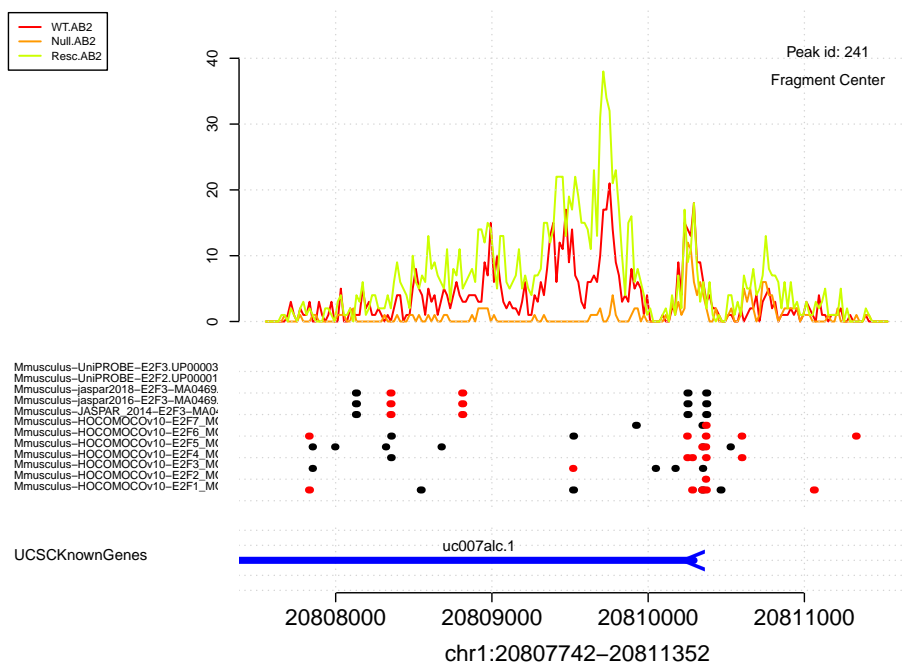 WT.AB2
Null.AB2
Resc.AB2
Peak id: 241
Fragment Center
40
30
20
10
0
Mmusculus−UniPROBE−E2F3.UP00003
Mmusculus−UniPROBE−E2F2.UP00001
Mmusculus−jaspar2018−E2F3−MA0469.
Mmusculus−jaspar2016−E2F3−MA0469.
Mmusculus−JASPAR_2014−E2F3−MA04
Mmusculus−HOCOMOCOv10−E2F7_MO
Mmusculus−HOCOMOCOv10−E2F6_MO
Mmusculus−HOCOMOCOv10−E2F5_MO
Mmusculus−HOCOMOCOv10−E2F4_MO
Mmusculus−HOCOMOCOv10−E2F3_MO
Mmusculus−HOCOMOCOv10−E2F2_MO
Mmusculus−HOCOMOCOv10−E2F1_MO
UCSCKnownGenes
uc007alc.1
20808000 20809000 20810000 20811000
chr1:20807742−20811352